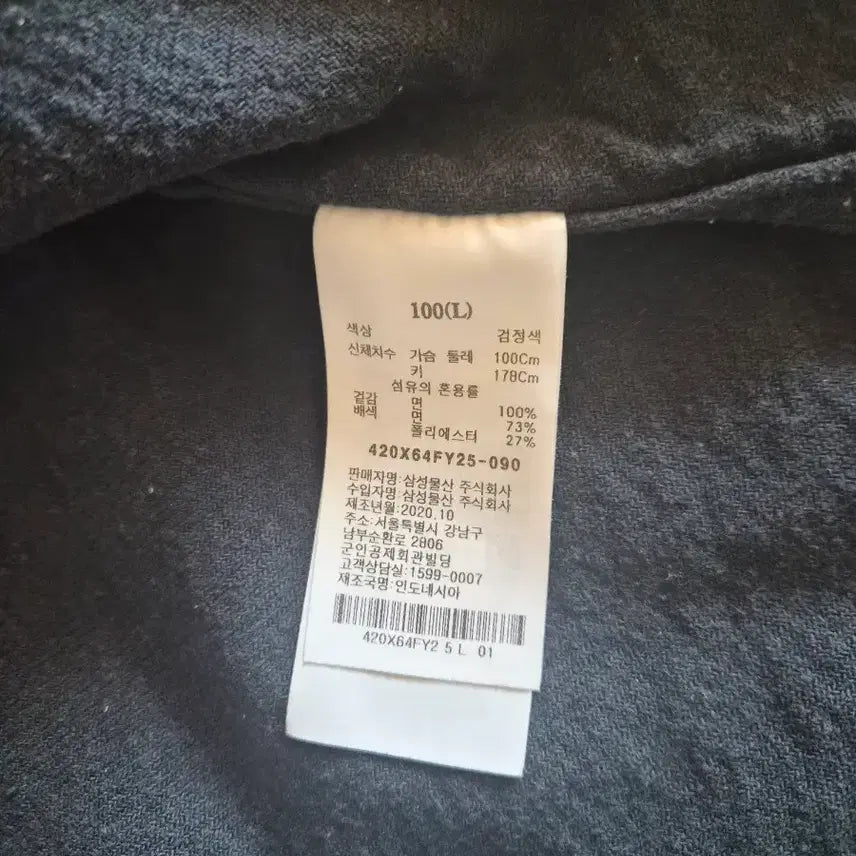 100(L)
색상 검정색
신체치수 가슴 둘레 100Cm
키 178Cm
섬유의 혼용률
겉감 면 100%
배색 면 73%
폴리에스터 27%
420X64FY25-090
판매자명:삼성물산 주식회사
수입자명:삼성물산 주식회사
제조년월:2020.10
주소:서울특별시 강남구
남부순환로 2806
군인공제회관빌딩
고객상담실:1599-0007
제조국명:인도네시아
420X64FY2 5 L 01